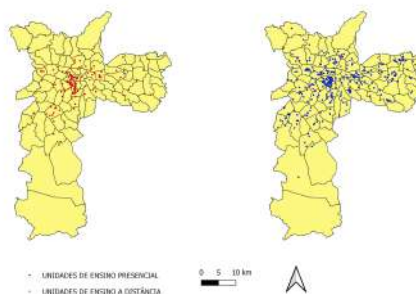 UNIDADES DE ENSINO PRESENCIAL
UNIDADES DE ENSINO A DISTÂNCIA
0 5 10 km